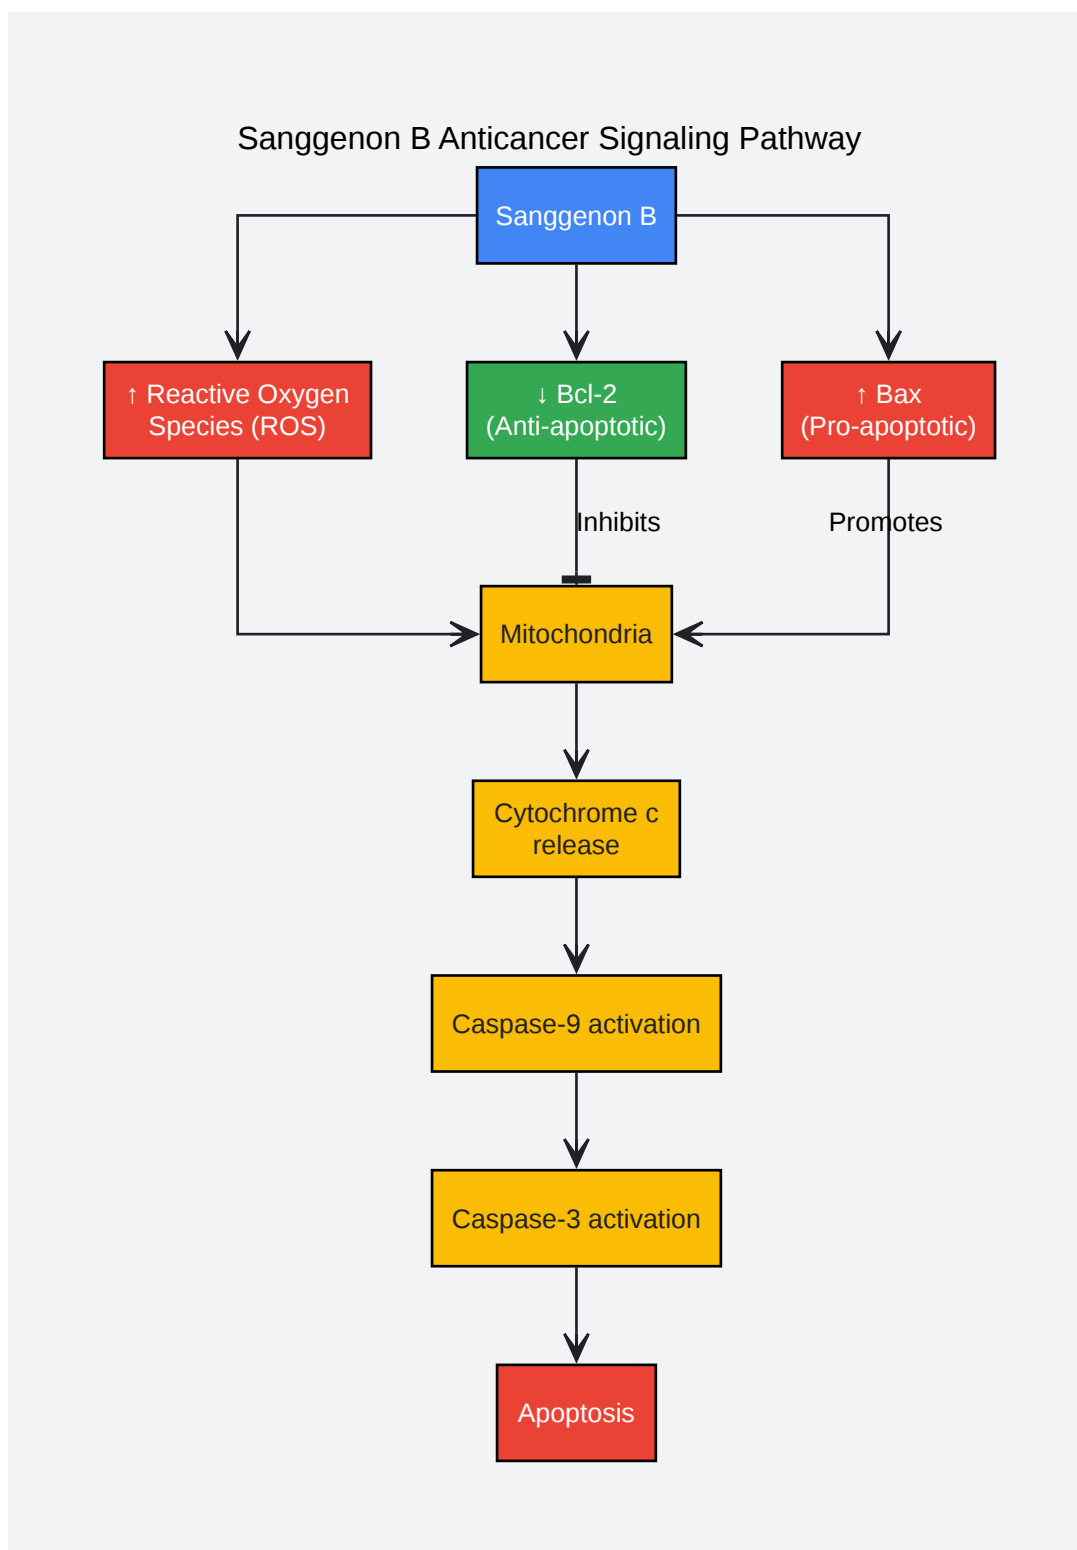 Sanggenon B Anticancer Signaling Pathway
Sanggenon B
↑ Reactive Oxygen
Species (ROS)
↓ Bcl-2
(Anti-apoptotic)
↑ Bax
(Pro-apoptotic)
Inhibits
Promotes
Mitochondria
Cytochrome c
release
Caspase-9 activation
Caspase-3 activation
Apoptosis